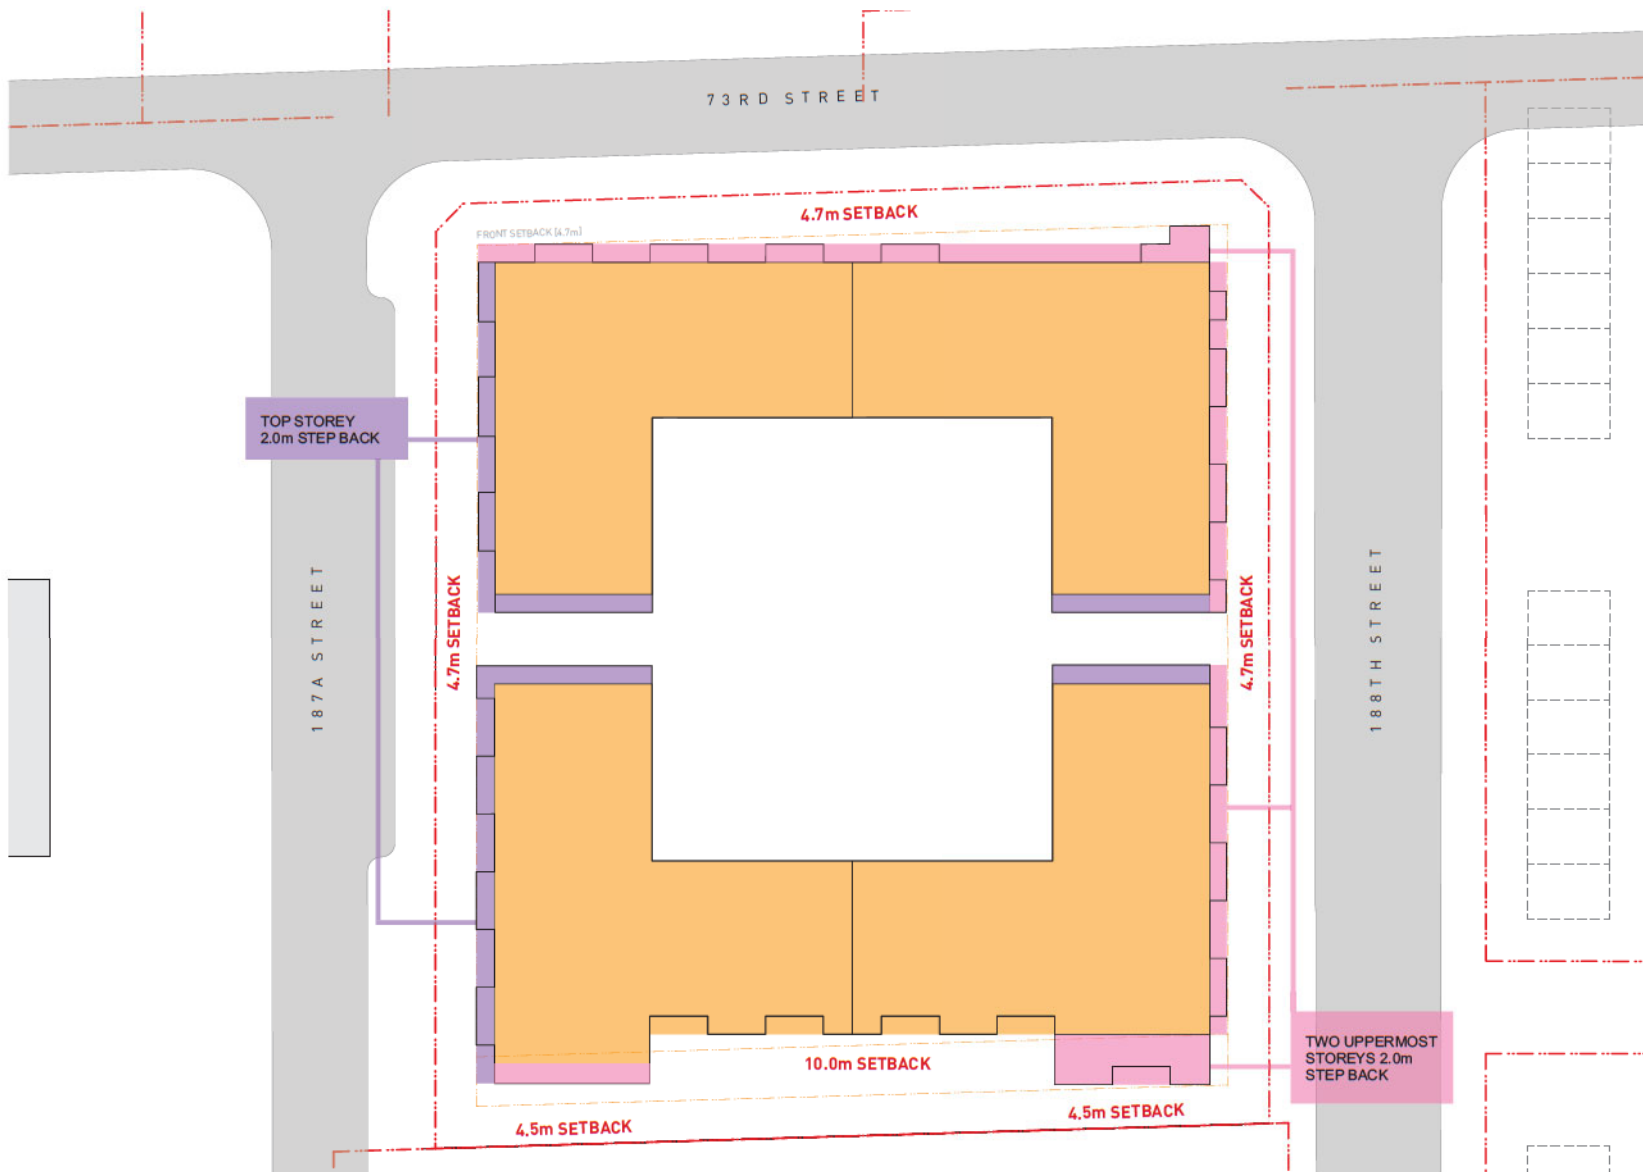 73RD STREET
4.7m SETBACK
FRONT SETBACK [4.7m]
TOP STOREY
2.0m STEP BACK
187A STREET
4.7m SETBACK
4.7m SETBACK
188TH STREET
10.0m SETBACK
TWO UPPERMOST
STOREYS 2.0m
STEP BACK
4.5m SETBACK
4.5m SETBACK